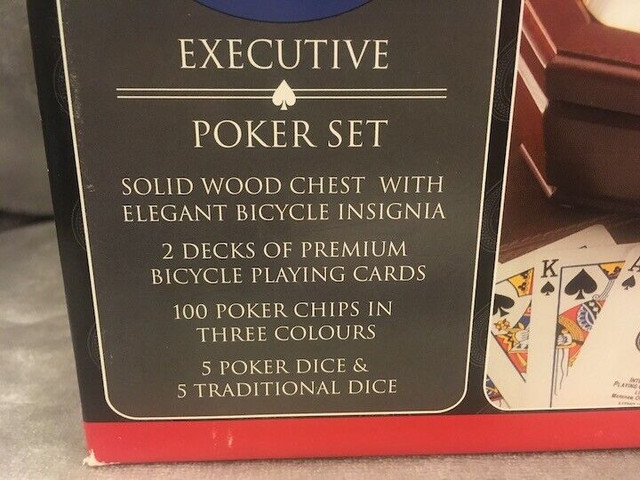 EXECUTIVE
POKER SET
SOLID WOOD CHEST WITH
ELEGANT BICYCLE INSIGNIA
2 DECKS OF PREMIUM
BICYCLE PLAYING CARDS
100 POKER CHIPS IN
THREE COLOURS
5 POKER DICE &
5 TRADITIONAL DICE
K
A